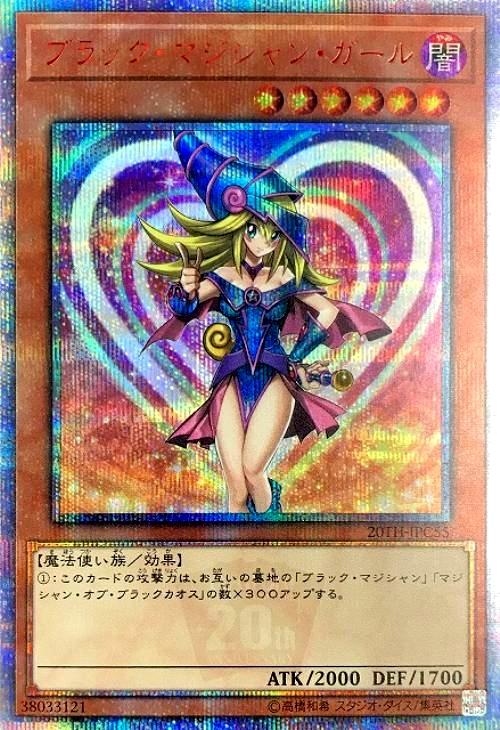 ブラック・マジシャン・ガール
闇
20TH-JPC55
【魔法使い族/効果】
①:このカードの攻撃力は、お互いの墓地の「ブラック・マジシャン」「マジ
シャン・オブ・ブラックカオス」の数×300アップする。
20th
ANNIVERSARY
ATK/2000 DEF/1700
38033121
©高橋和希 スタジオ・ダイス/集英社